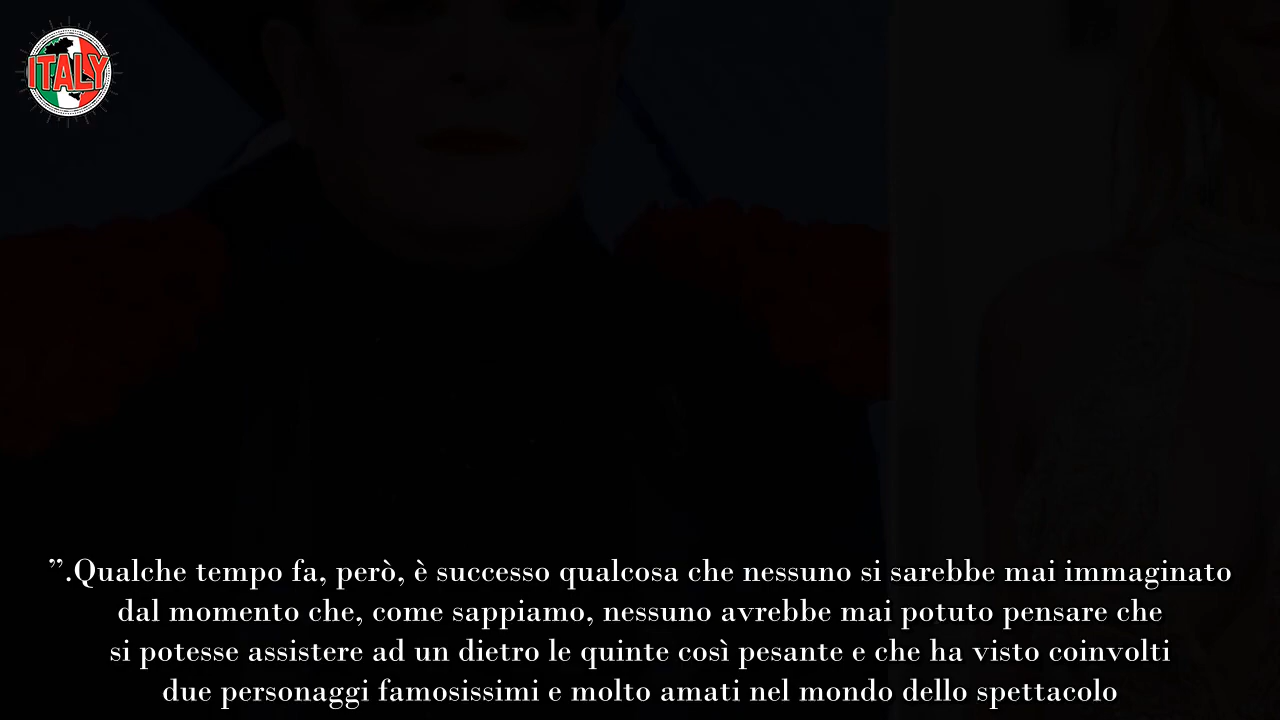 ITALY
”.Qualche tempo fa, però, è successo qualcosa che nessuno si sarebbe mai immaginato
dal momento che, come sappiamo, nessuno avrebbe mai potuto pensare che
si potesse assistere ad un dietro le quinte così pesante e che ha visto coinvolti
due personaggi famosissimi e molto amati nel mondo dello spettacolo